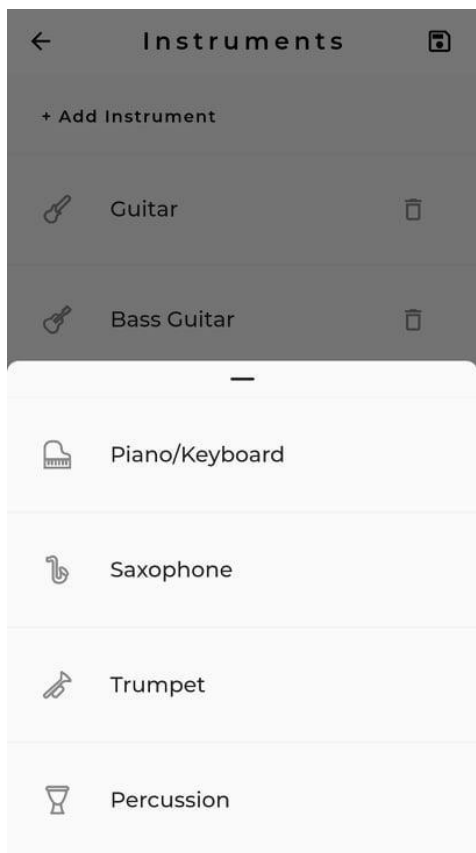 Instruments
+ Add Instrument
Guitar
Bass Guitar
Piano/Keyboard
Saxophone
Trumpet
Percussion